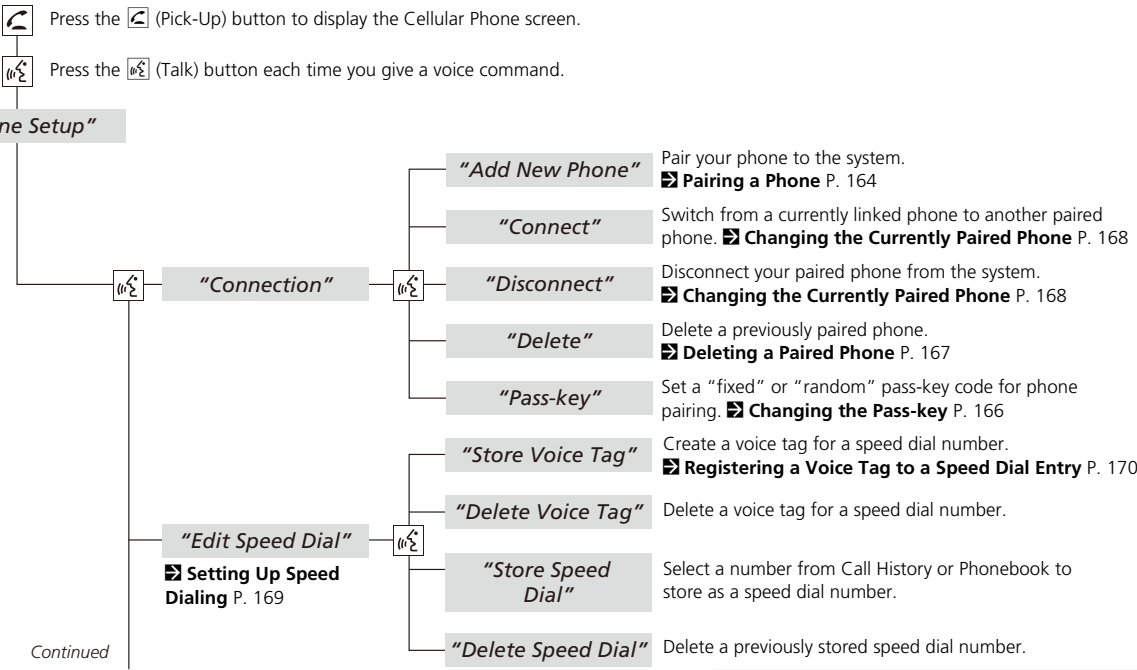 Press the (Pick-Up) button to display the Cellular Phone screen.
Press the (Talk) button each time you give a voice command.
ne Setup”
“Add New Phone”
Pair your phone to the system.
Pairing a Phone P. 164
“Connect”
Switch from a currently linked phone to another paired
phone. Changing the Currently Paired Phone P. 168
“Connection”
“Disconnect”
Disconnect your paired phone from the system.
Changing the Currently Paired Phone P. 168
“Delete”
Delete a previously paired phone.
Deleting a Paired Phone P. 167
“Pass-key”
Set a “fixed” or “random” pass-key code for phone
pairing. Changing the Pass-key P. 166
“Store Voice Tag”
Create a voice tag for a speed dial number.
Registering a Voice Tag to a Speed Dial Entry P. 170
“Delete Voice Tag”
Delete a voice tag for a speed dial number.
“Edit Speed Dial”
Setting Up Speed
Dialing P. 169
“Store Speed
Dial”
Select a number from Call History or Phonebook to
store as a speed dial number.
“Delete Speed Dial”
Delete a previously stored speed dial number.
Continued